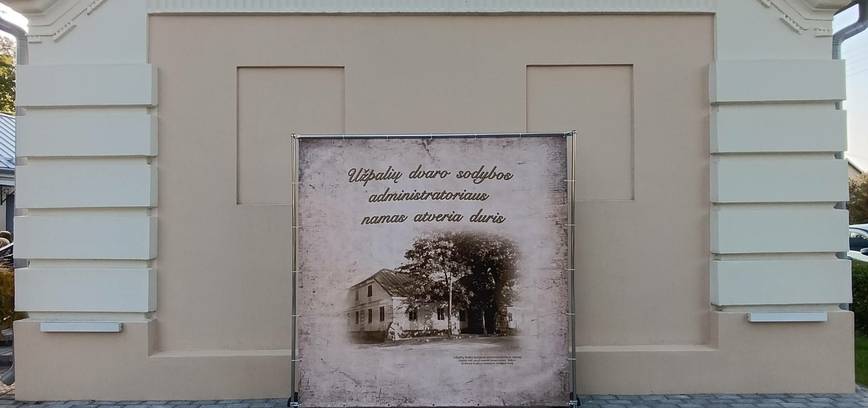 Užpalių dvaro sodybos
administratoriaus
namas atveria duris